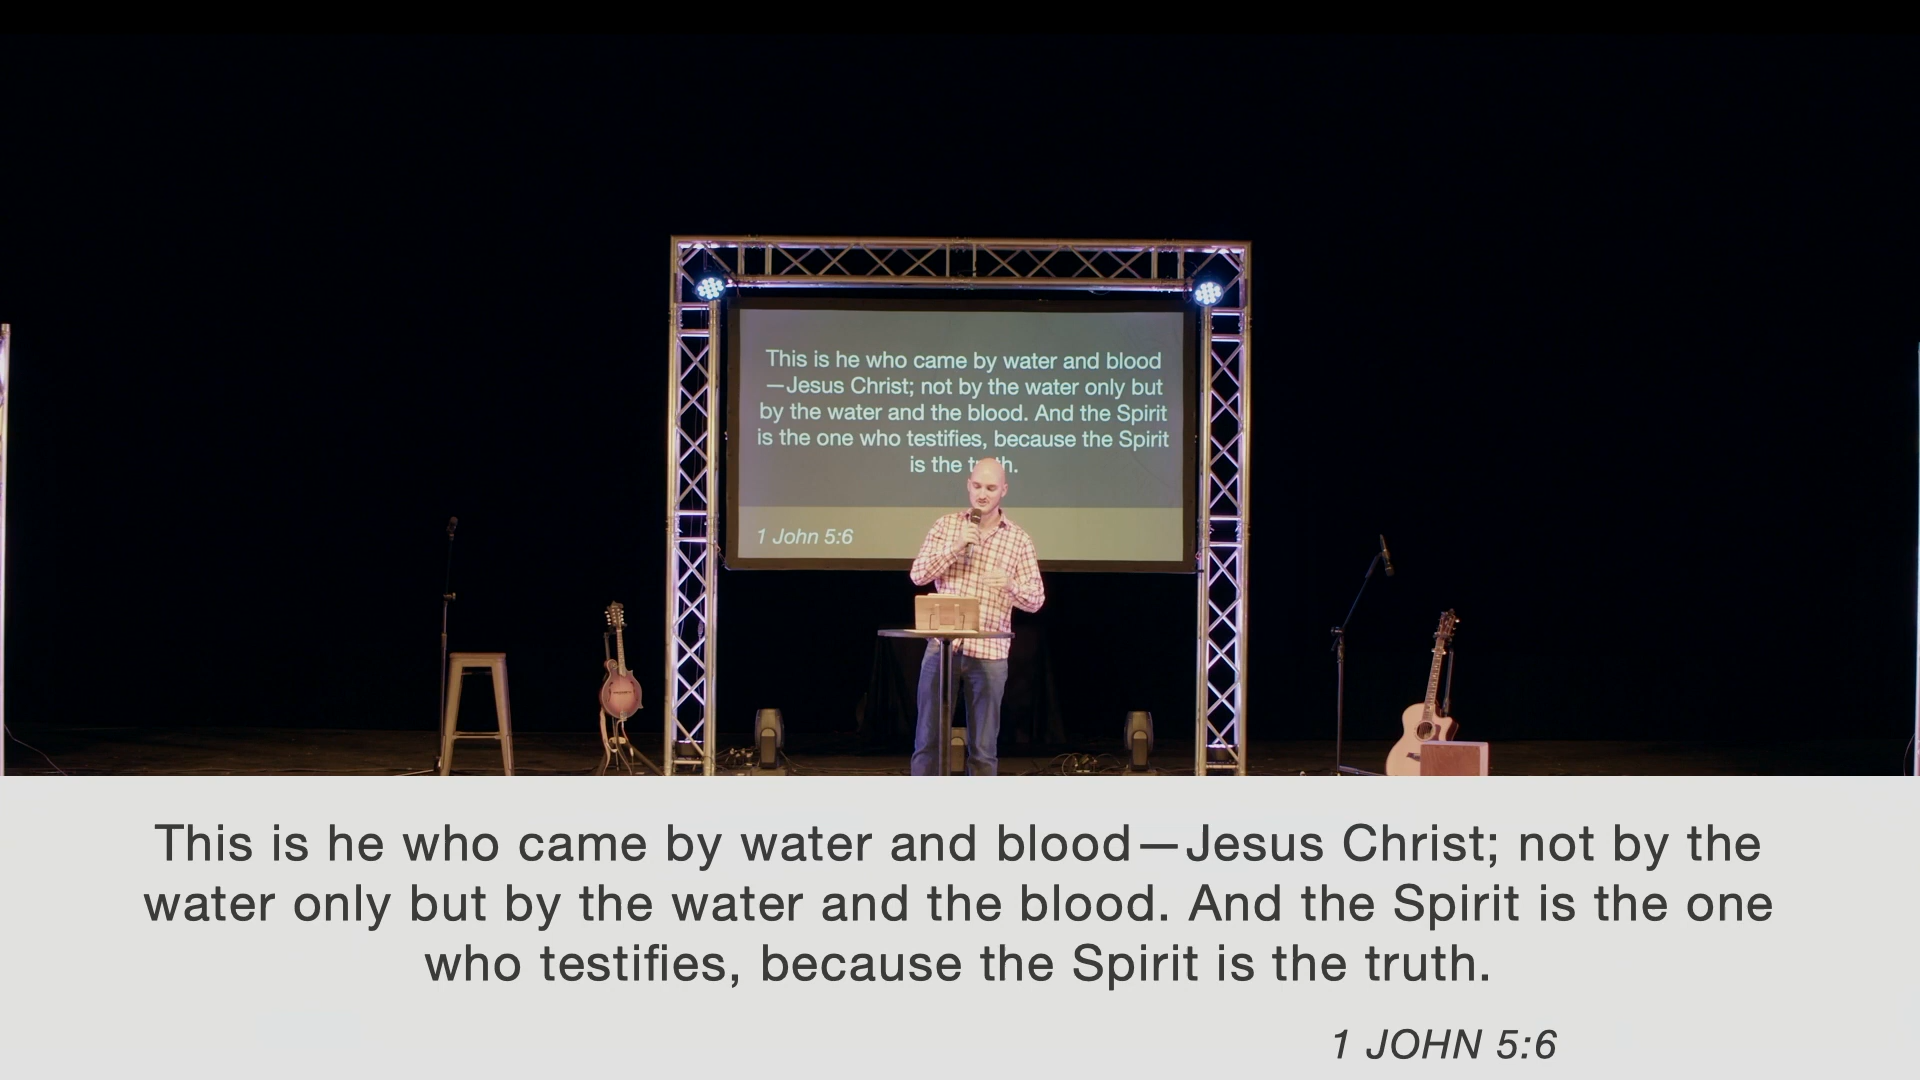 This is he who came by water and blood
—Jesus Christ; not by the water only but
by the water and the blood. And the Spirit
is the one who testifies, because the Spirit
is the
1 John 5:6
This is he who came by water and blood—Jesus Christ; not by the
water only but by the water and the blood. And the Spirit is the one
who testifies, because the Spirit is the truth.
1 JOHN 5:6